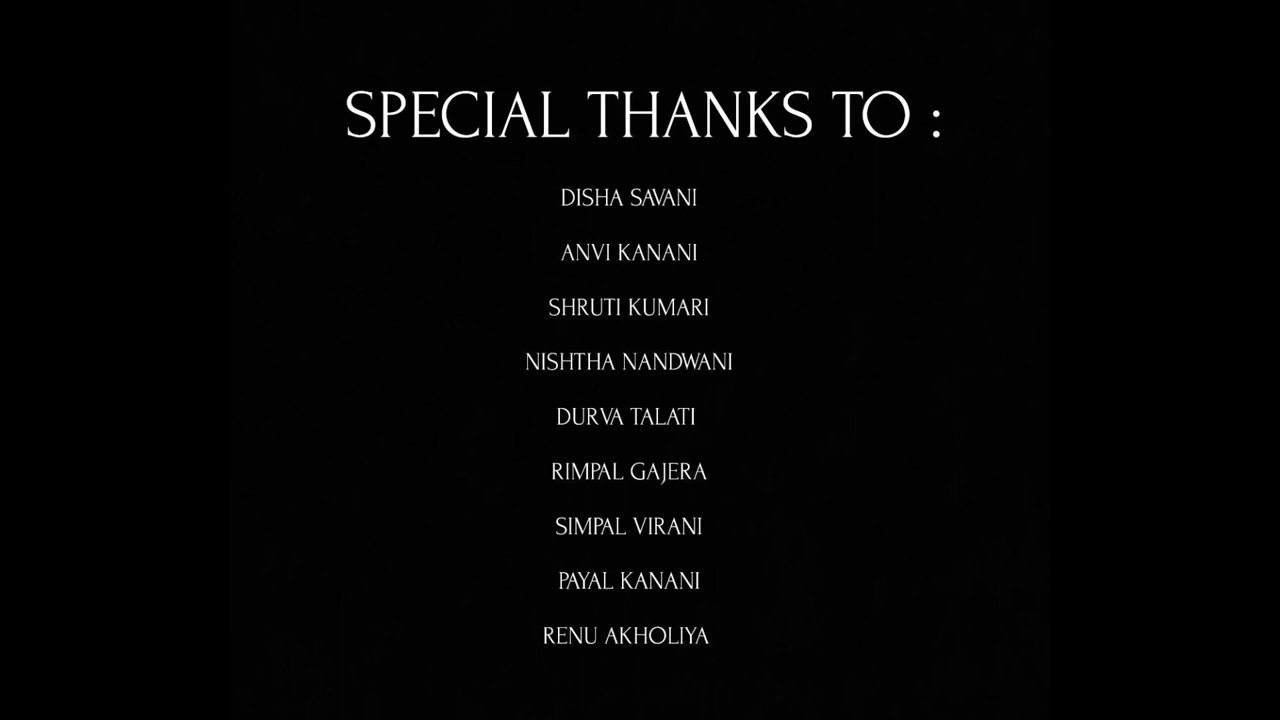 SPECIAL THANKS TO :
DISHA SAVANI
ANVI KANANI
SHRUTI KUMARI
NISHTHA NANDWANI
DURVA TALATI
RIMPAL GAJERA
SIMPAL VIRANI
PAYAL KANANI
RENU AKHOLIYA